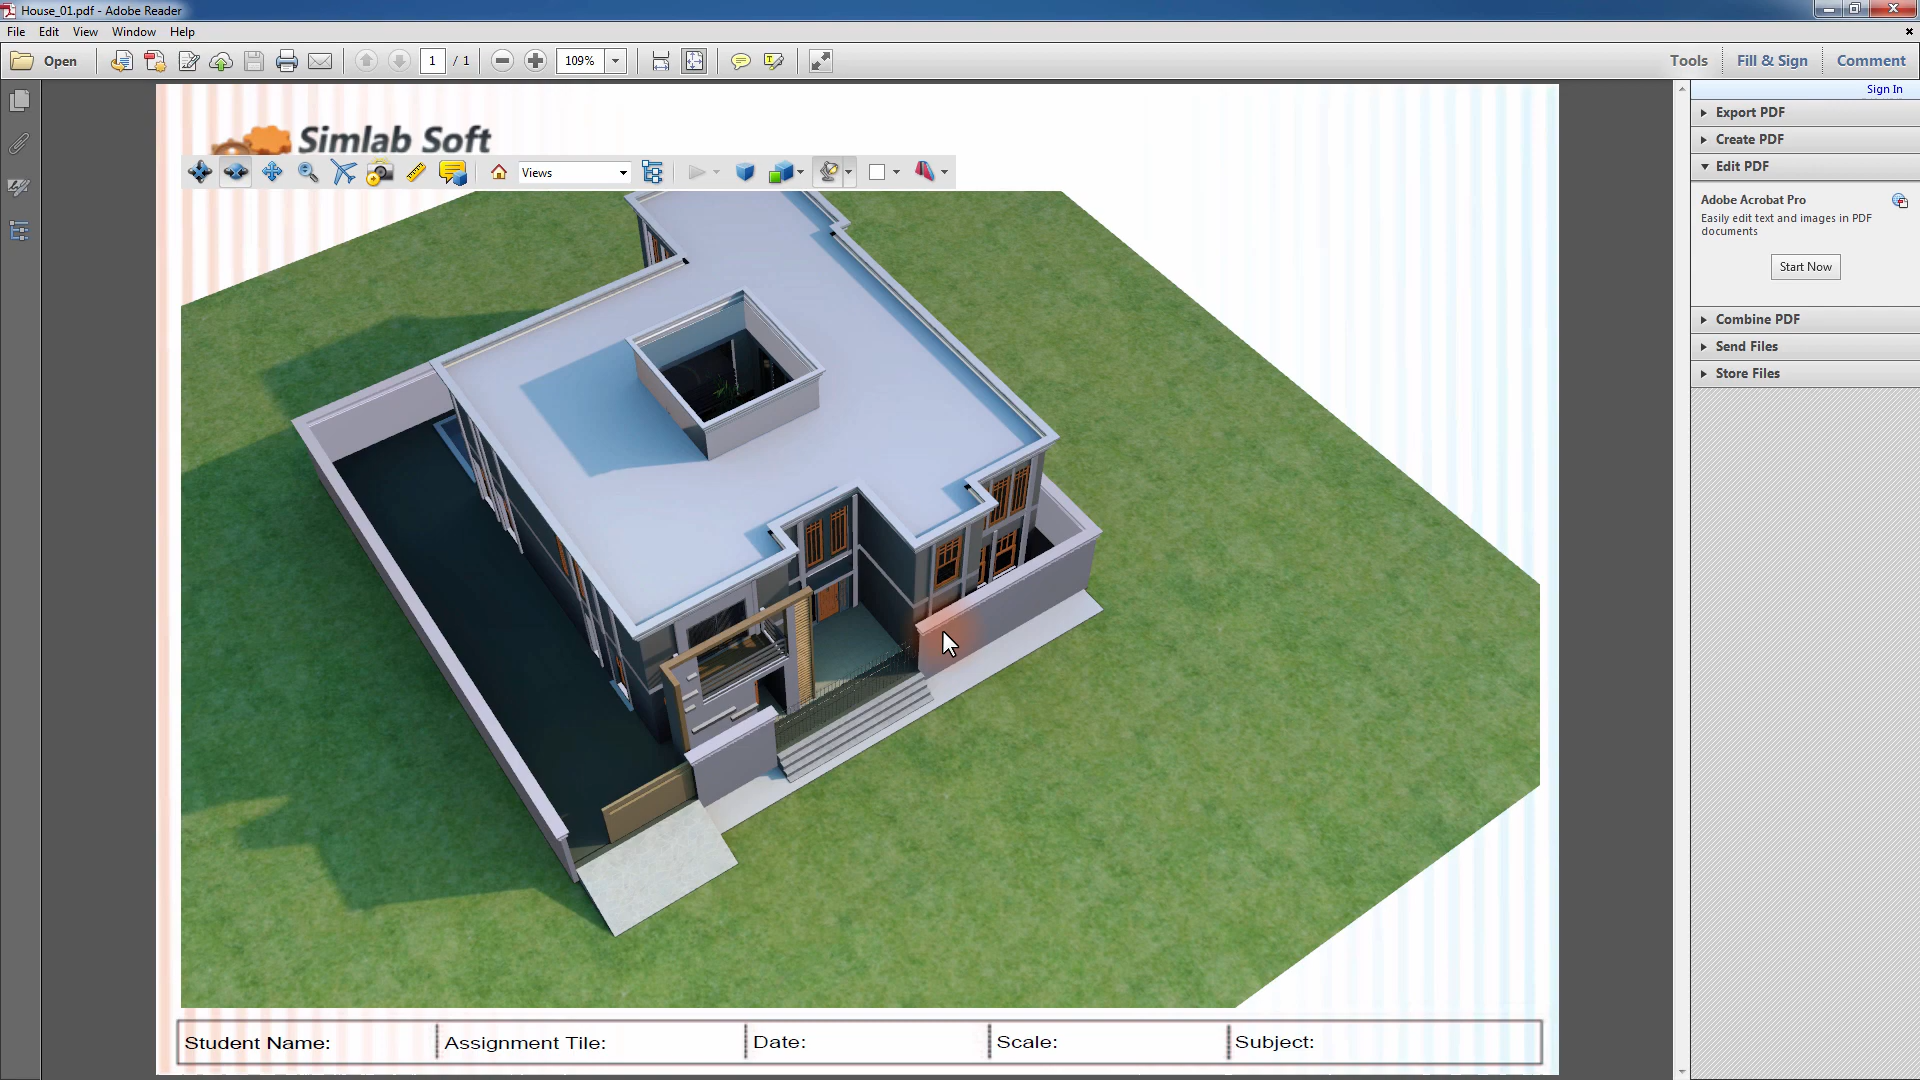 House_01.pdf - Adobe Reader
File Edit View Window Help
Open 1 / 1 109% Tools Fill & Sign Comment
Sign In
Export PDF
Create PDF
Edit PDF
Adobe Acrobat Pro
Easily edit text and images in PDF
documents
Start Now
Combine PDF
Send Files
Store Files
Simlab Soft
Views
Student Name: Assignment Tile: Date: Scale: Subject: